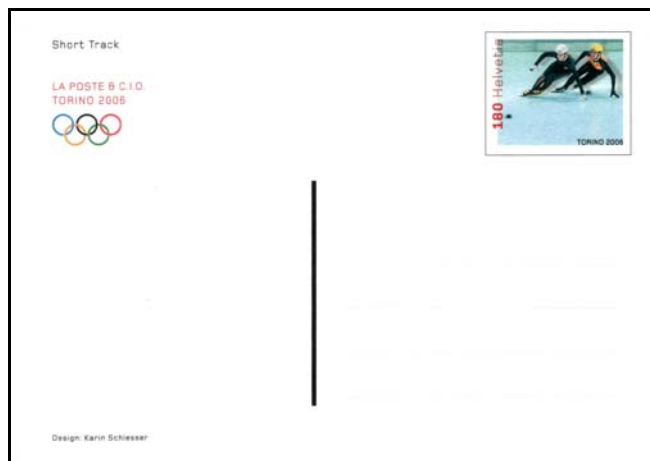 Short Track
LA POSTE & C.I.O.
TORINO 2006
180 Helvetia
TORINO 2006
Design: Karin Schiesser